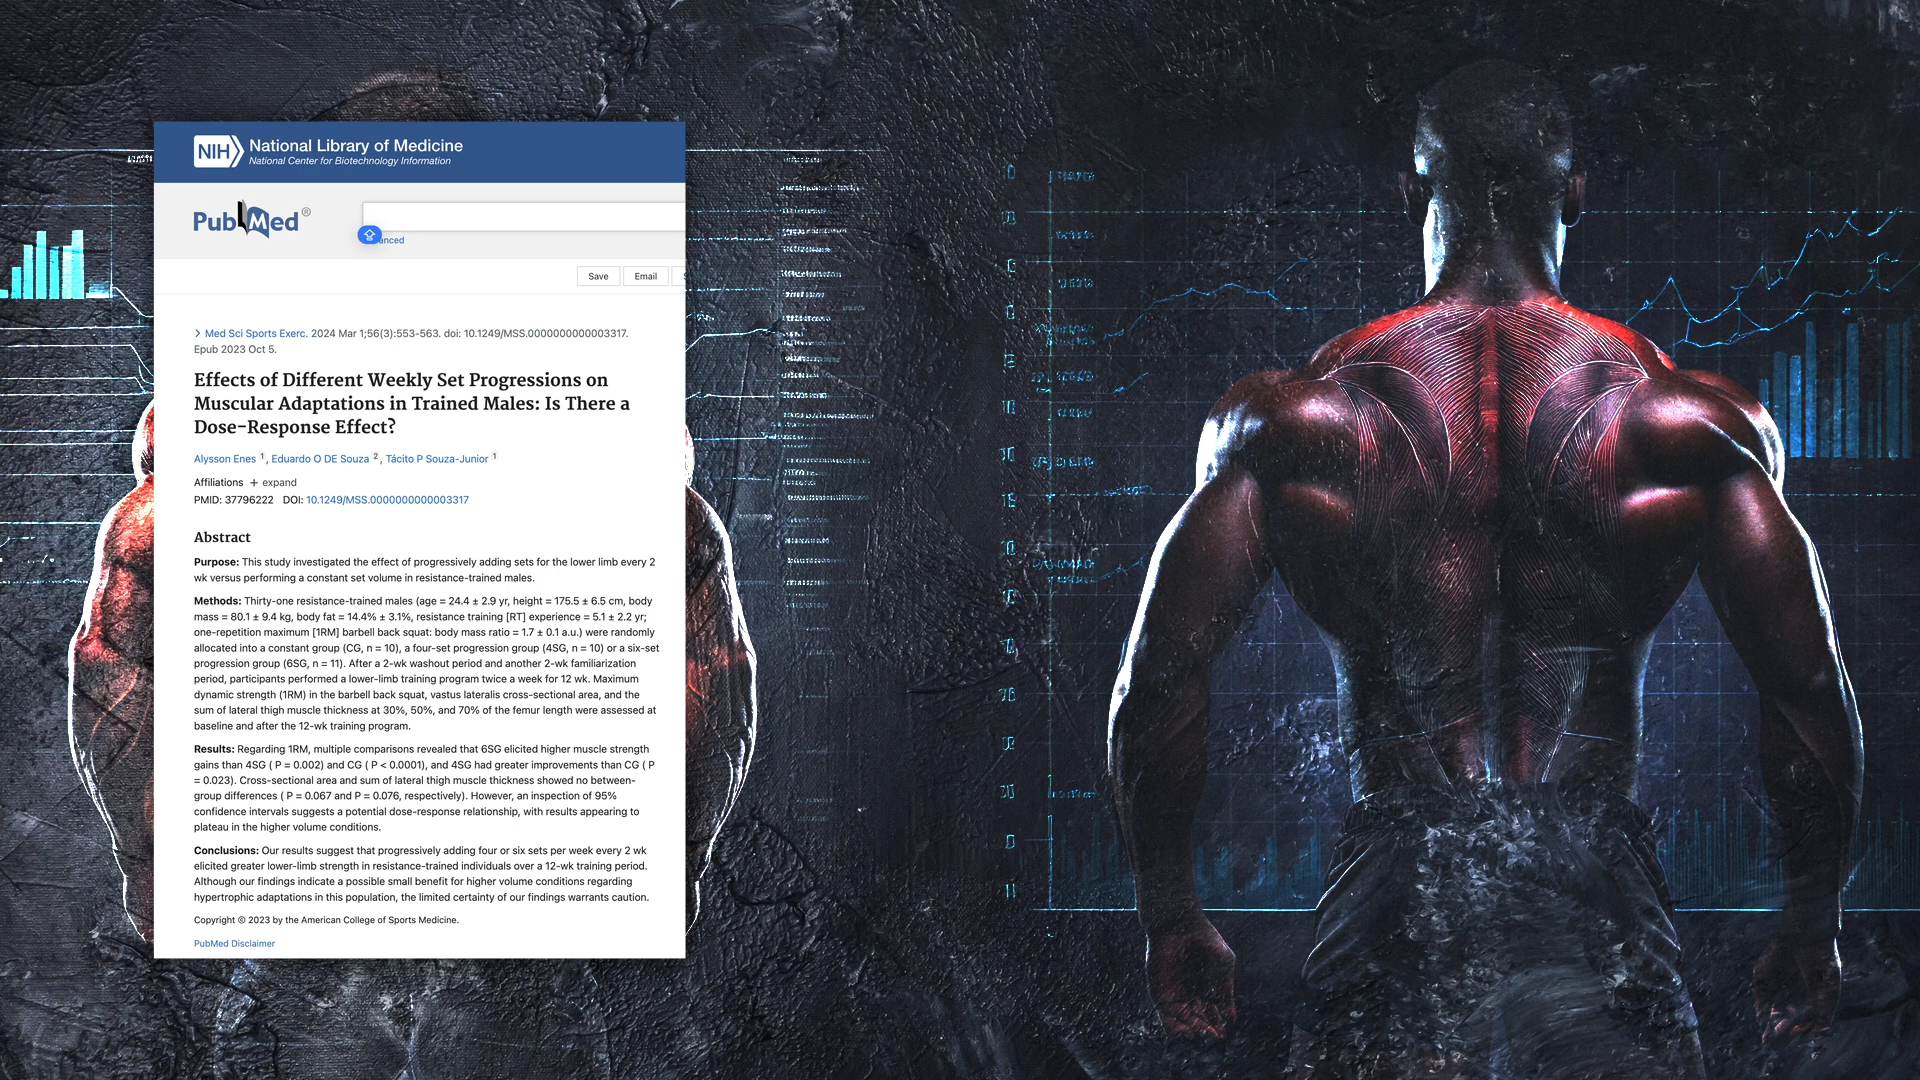 NIH National Library of Medicine
National Center for Biotechnology Information
PubMed®
anced
Save Email S
Med Sci Sports Exerc. 2024 Mar 1;56(3):553-563. doi: 10.1249/MSS.0000000000003317.
Epub 2023 Oct 5.
Effects of Different Weekly Set Progressions on
Muscular Adaptations in Trained Males: Is There a
Dose-Response Effect?
Alysson Enes 1, Eduardo O DE Souza 2, Tácito P Souza-Junior 1
Affiliations + expand
PMID: 37796222 DOI: 10.1249/MSS.0000000000003317
Abstract
Purpose: This study investigated the effect of progressively adding sets for the lower limb every 2
wk versus performing a constant set volume in resistance-trained males.
Methods: Thirty-one resistance-trained males (age = 24.4 ± 2.9 yr, height = 175.5 ± 6.5 cm, body
mass = 80.1 ± 9.4 kg, body fat = 14.4% ± 3.1%, resistance training [RT] experience = 5.1 ± 2.2 yr;
one-repetition maximum [1RM] barbell back squat: body mass ratio = 1.7 ± 0.1 a.u.) were randomly
allocated into a constant group (CG, n = 10), a four-set progression group (4SG, n = 10) or a six-set
progression group (6SG, n = 11). After a 2-wk washout period and another 2-wk familiarization
period, participants performed a lower-limb training program twice a week for 12 wk. Maximum
dynamic strength (1RM) in the barbell back squat, vastus lateralis cross-sectional area, and the
sum of lateral thigh muscle thickness at 30%, 50%, and 70% of the femur length were assessed at
baseline and after the 12-wk training program.
Results: Regarding 1RM, multiple comparisons revealed that 6SG elicited higher muscle strength
gains than 4SG ( P = 0.002) and CG ( P < 0.0001), and 4SG had greater improvements than CG ( P
= 0.023). Cross-sectional area and sum of lateral thigh muscle thickness showed no between-
group differences ( P = 0.067 and P = 0.076, respectively). However, an inspection of 95%
confidence intervals suggests a potential dose-response relationship, with results appearing to
plateau in the higher volume conditions.
Conclusions: Our results suggest that progressively adding four or six sets per week every 2 wk
elicited greater lower-limb strength in resistance-trained individuals over a 12-wk training period.
Although our findings indicate a possible small benefit for higher volume conditions regarding
hypertrophic adaptations in this population, the limited certainty of our findings warrants caution.
Copyright © 2023 by the American College of Sports Medicine.
PubMed Disclaimer